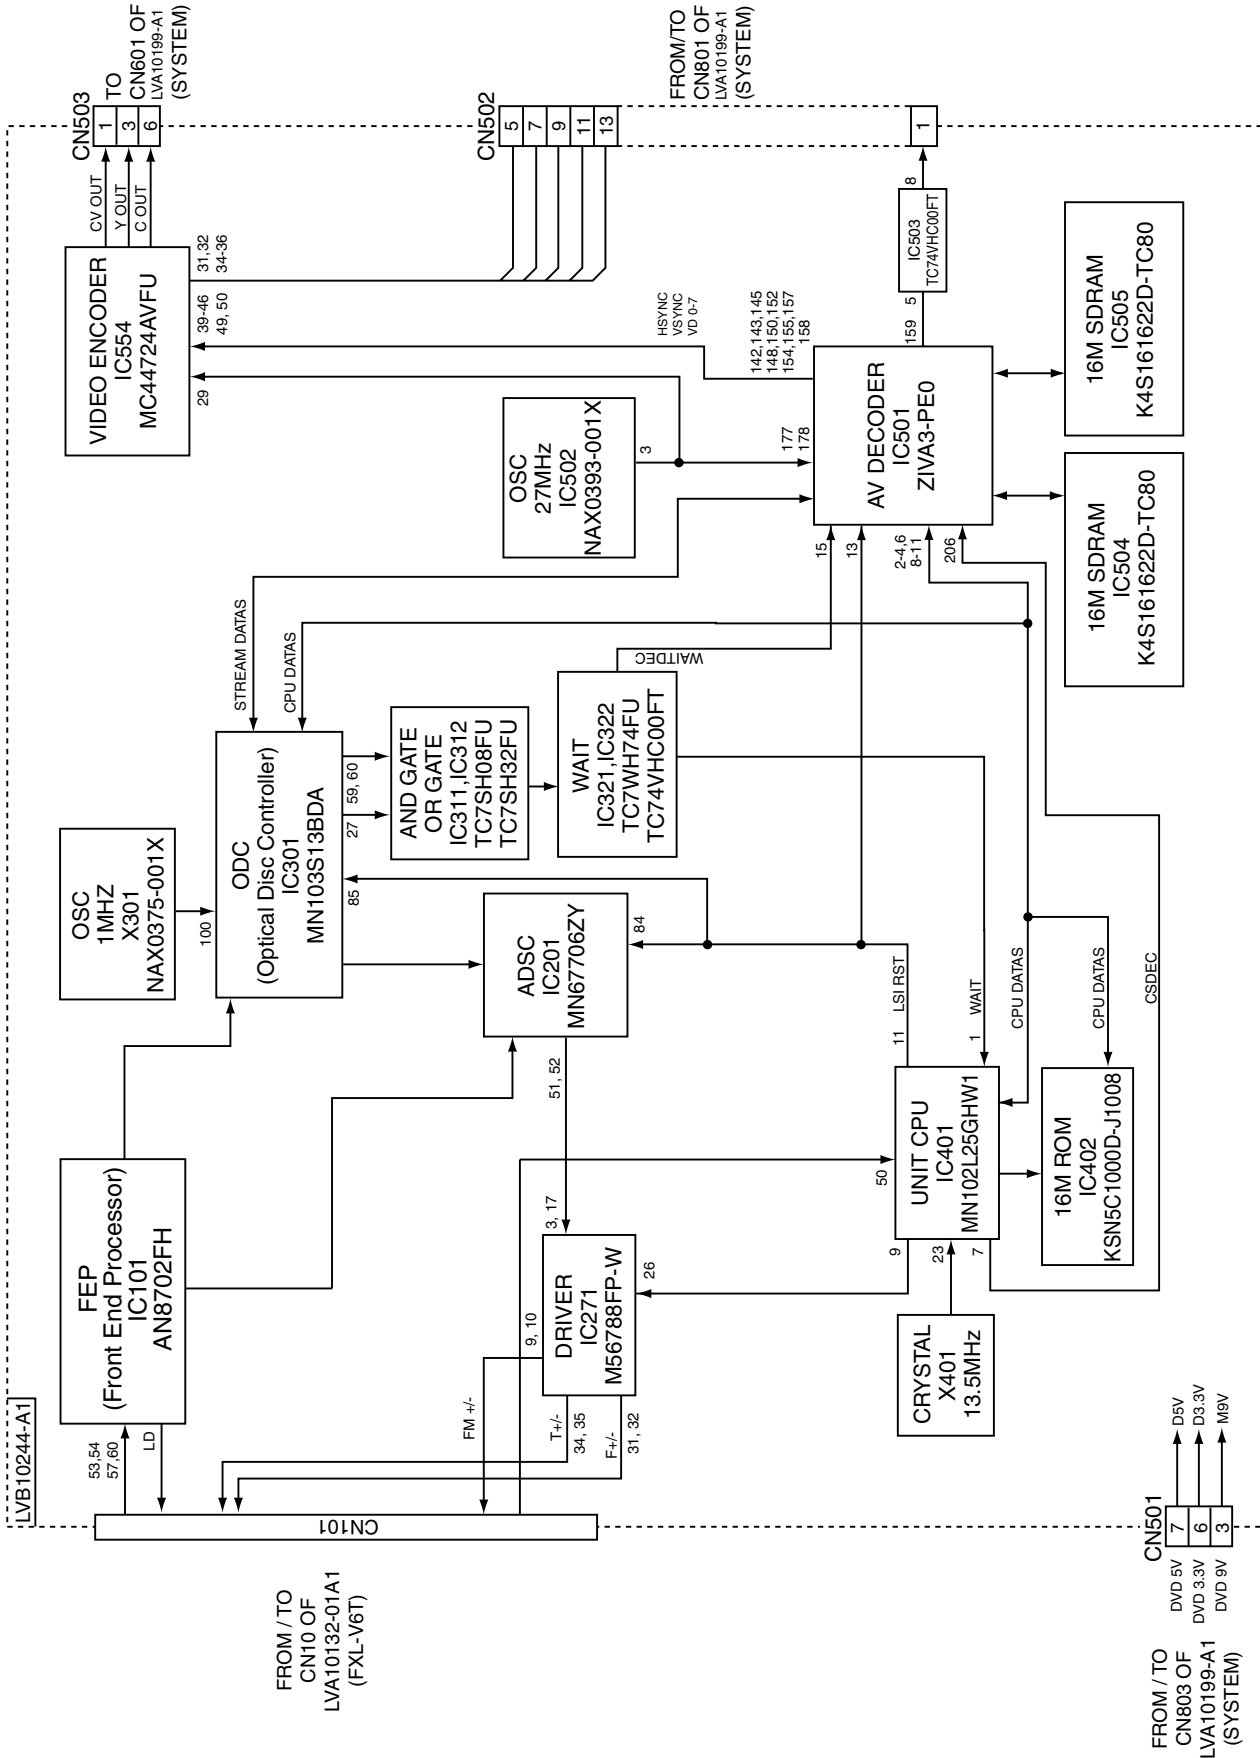 LVB10244-A1
FROM / TO
CN10 OF
LVA10132-01A1
(FXL-V6T)
CN101
53,54
57,60
LD
FM +/-
T+/-
34, 35
F+/-
31, 32
FEP
(Front End Processor)
IC101
AN8702FH
OSC
1MHZ
X301
NAX0375-001X
100
ODC
(Optical Disc Controller)
IC301
MN103S13BDA
85
27
59, 60
STREAM DATAS
CPU DATAS
VIDEO ENCODER
IC554
MC44724AVFU
29
39-46
49, 50
31,32
34-36
CV OUT
Y OUT
C OUT
CN503
1
3
6
TO
CN601 OF
LVA10199-A1
(SYSTEM)
9, 10
DRIVER
IC271
M56788FP-W
3, 17
26
51, 52
ADSC
IC201
MN67706ZY
84
AND GATE
OR GATE
IC311,IC312
TC7SH08FU
TC7SH32FU
WAIT
IC321,IC322
TC7WH74FU
TC74VHC00FT
WAITDEC
OSC
27MHz
IC502
NAX0393-001X
3
HSYNC
VSYNC
VD 0-7
CN502
5
7
9
11
13
1
FROM/TO
CN801 OF
LVA10199-A1
(SYSTEM)
CRYSTAL
X401
13.5MHz
9
23
7
50
UNIT CPU
IC401
MN102L25GHW1
11
LSI RST
1
WAIT
CPU DATAS
CPU DATAS
CSDEC
16M ROM
IC402
KSN5C1000D-J1008
15
13
2-4,6
8-11
206
177
178
142,143,145
148,150,152
154,155,157
158
AV DECODER
IC501
ZIVA3-PE0
159
5
IC503
TC74VHC00FT
8
16M SDRAM
IC504
K4S161622D-TC80
16M SDRAM
IC505
K4S161622D-TC80
FROM / TO
CN803 OF
LVA10199-A1
(SYSTEM)
CN501
DVD 5V
7
D5V
DVD 3.3V
6
D3.3V
DVD 9V
3
M9V